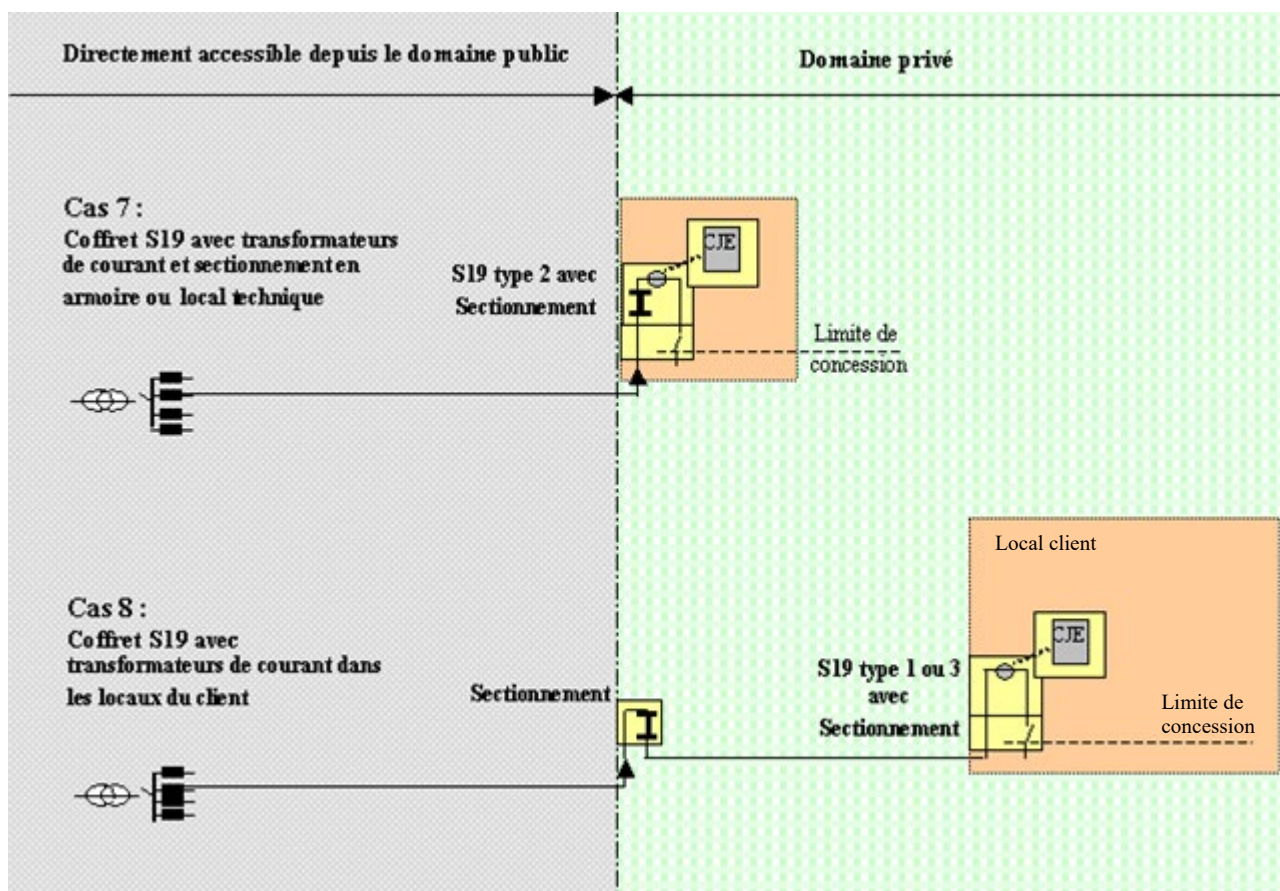 Directement accessible depuis le domaine public
Domaine privé
Cas 7 :
Coffret S19 avec transformateurs
de courant et sectionnement en
armoire ou local technique
S19 type 2 avec
Sectionnement
CJE
Limite de
concession
Local client
Cas 8 :
Coffret S19 avec
transformateurs de courant dans
les locaux du client
Sectionnement
S19 type 1 ou 3
avec
Sectionnement
CJE
Limite de
concession